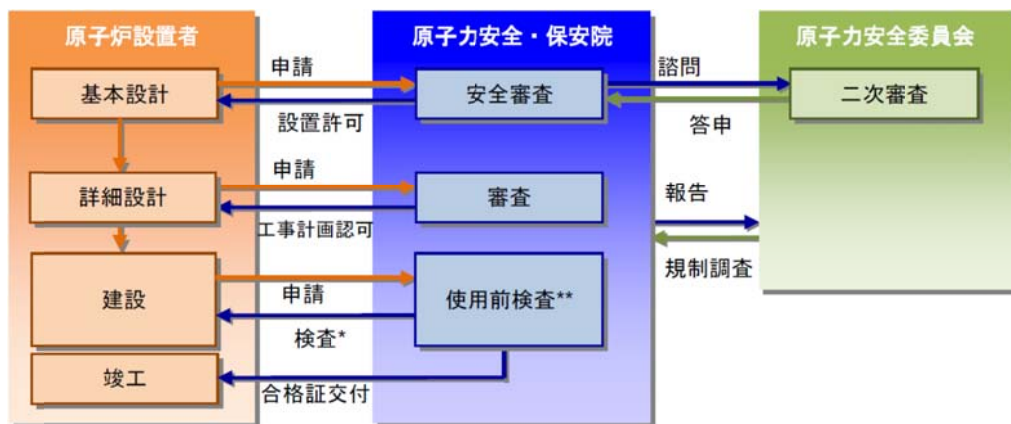 原子炉設置者
原子力安全・保安院
原子力安全委員会
基本設計
申請
設置許可
安全審査
諮問
答申
二次審査
詳細設計
申請
工事計画認可
審査
報告
規制調査
建設
申請
検査*
使用前検査**
竣工
合格証交付